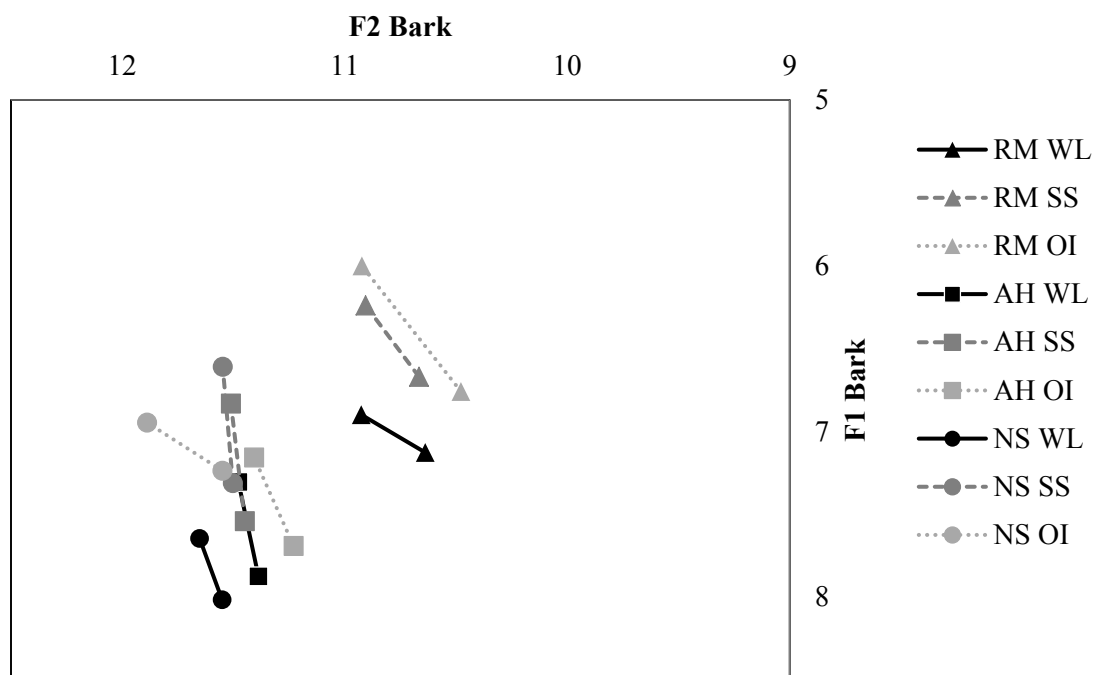 F2 Bark
12 11 10 9
5
6
7
8
F1 Bark
RM WL
RM SS
RM OI
AH WL
AH SS
AH OI
NS WL
NS SS
NS OI